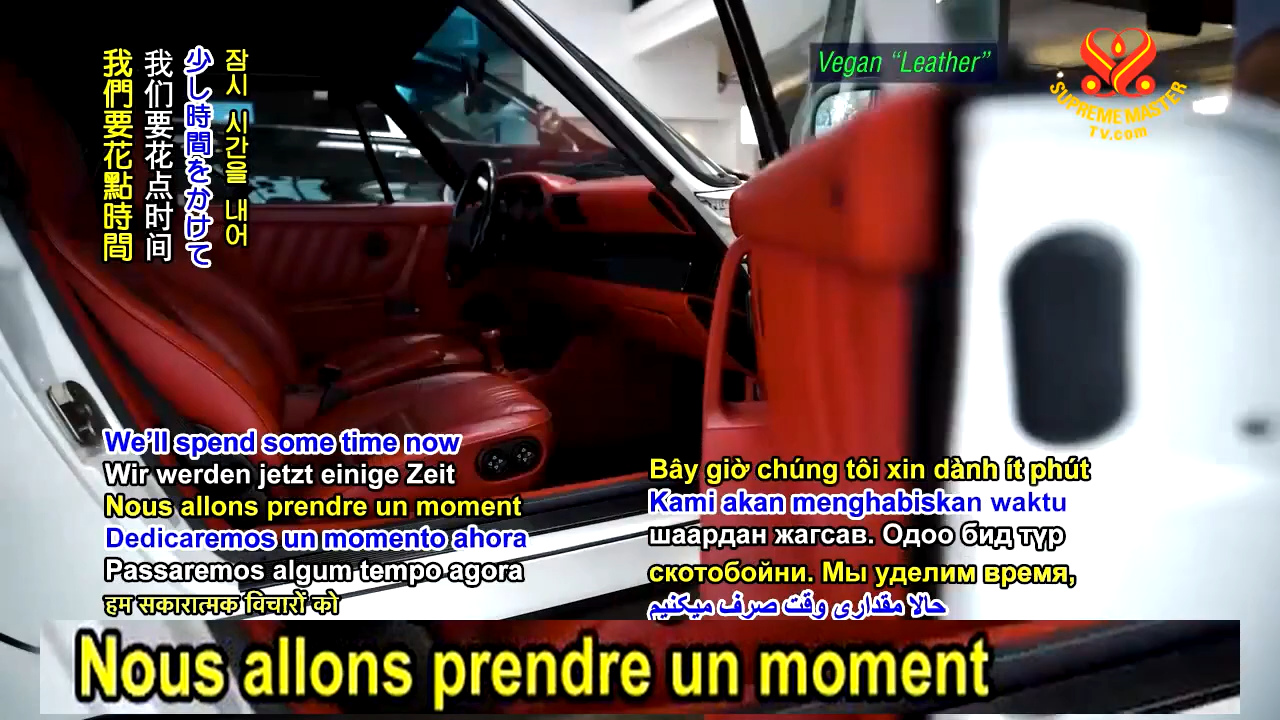 Vegan “Leather”
SUPREME MASTER
TV.com
我們要花點時間
我们要花点时间
少し時間をかけて
잠시 시간을 내어
We’ll spend some time now
Wir werden jetzt einige Zeit
Nous allons prendre un moment
Dedicaremos un momento ahora
Passaremos algum tempo agora
हम सकारात्मक विचारों को
Bây giờ chúng tôi xin dành ít phút
Kami akan menghabiskan waktu
шаардан жагсав. Одоо бид түр
скотобойни. Мы уделим время,
حالا مقداری وقت صرف میکنیم
Nous allons prendre un moment